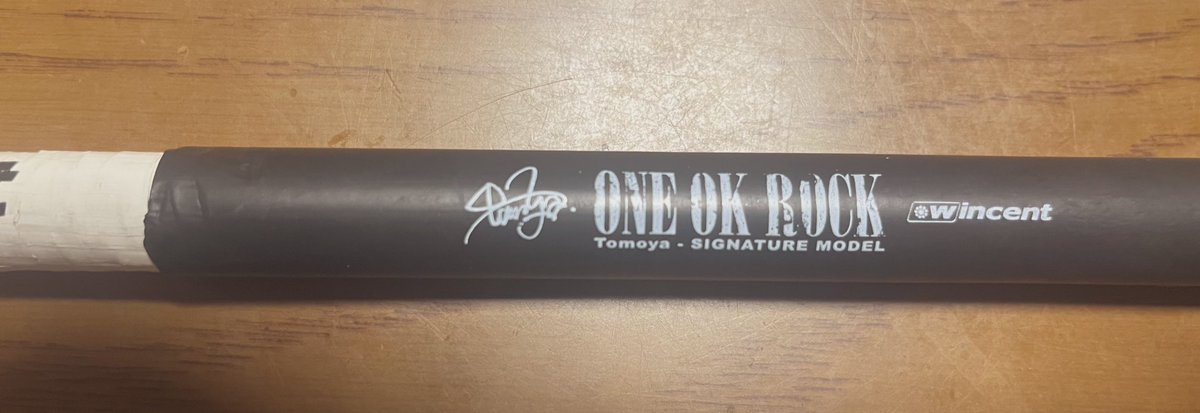 ONE OK ROCK
Tomoya - SIGNATURE MODEL
wincent